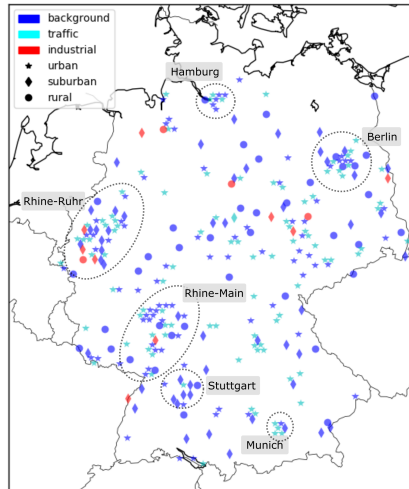 background
traffic
industrial
urban
suburban
rural
Hamburg
Berlin
Rhine-Ruhr
Rhine-Main
Stuttgart
Munich